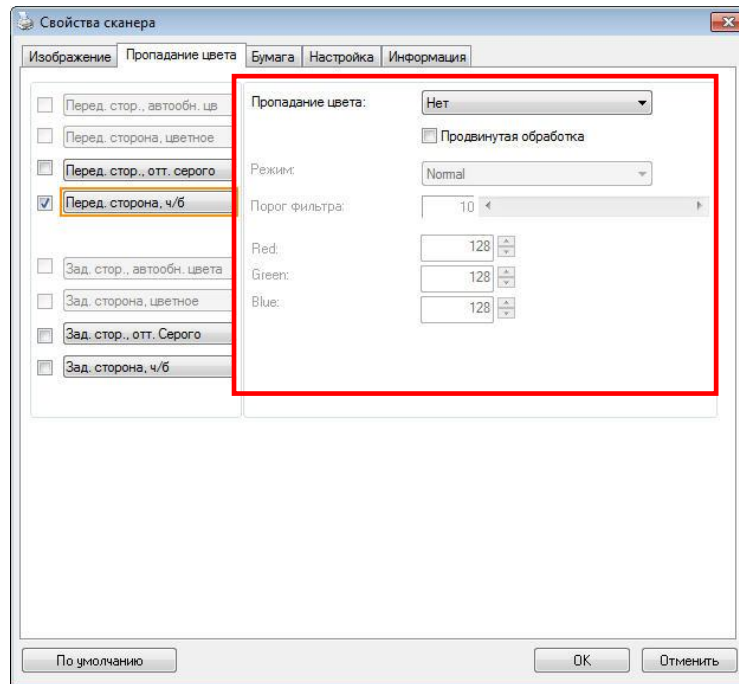 Свойства сканера
Изображение Пропадание цвета Бумага Настройка Информация
Перед. стор., автообн. цв
Перед. сторона, цветное
Перед. стор., отт. серого
Перед. сторона, ч/б
Зад. стор., автообн. цвета
Зад. сторона, цветное
Зад. стор., отт. Серого
Зад. сторона, ч/б
Пропадание цвета: Нет
Продвинутая обработка
Режим: Normal
Порог фильтра: 10
Red: 128
Green: 128
Blue: 128
По умолчанию OK Отменить